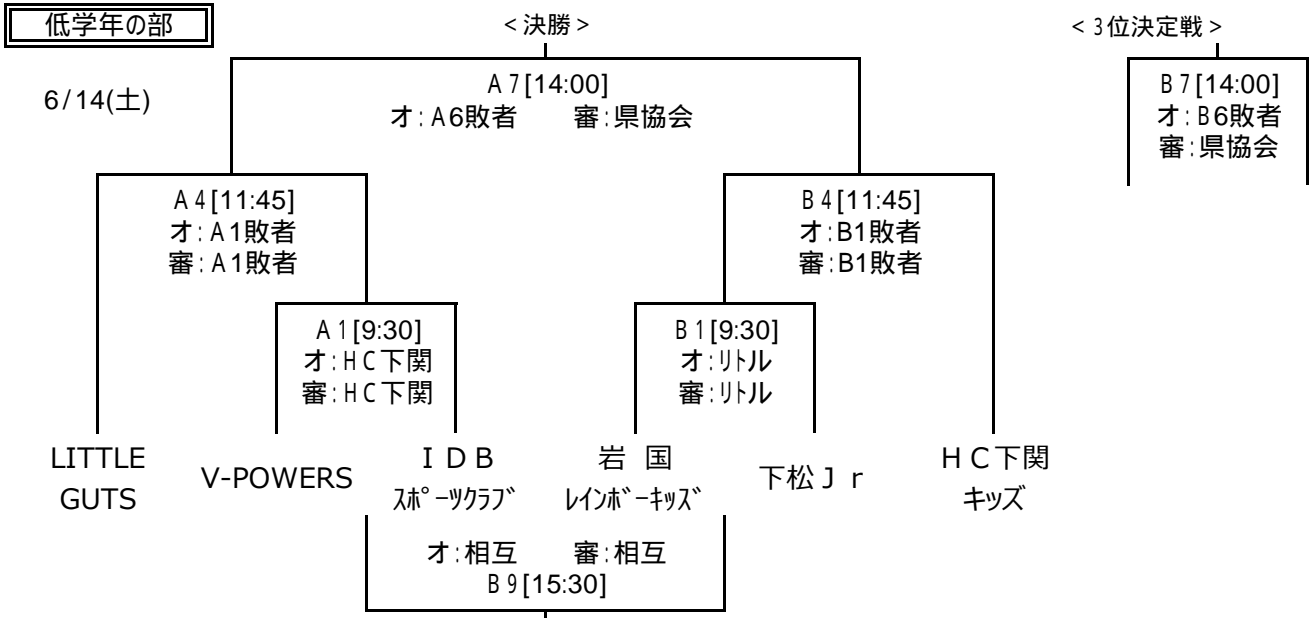 低学年の部
<決勝>
<3位決定戦>
6/14(土)
A7[14:00]
オ:A6敗者 審:県協会
B7[14:00]
オ:B6敗者
審:県協会
A4[11:45]
オ:A1敗者
審:A1敗者
B4[11:45]
オ:B1敗者
審:B1敗者
A1[9:30]
オ:HC下関
審:HC下関
B1[9:30]
オ:リトル
審:リトル
LITTLE
GUTS
V-POWERS
IDB
スポーツクラブ
岩国
レインボーキッズ
下松Jr
HC下関
キッズ
オ:相互 審:相互
B9[15:30]